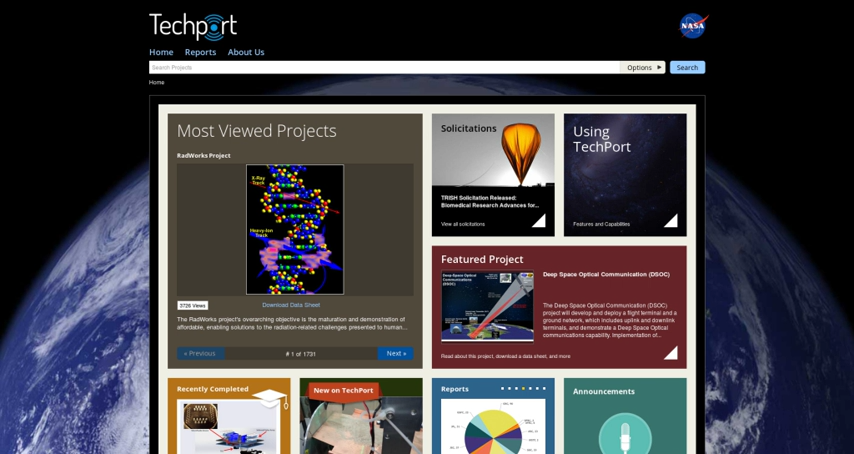 Techport
NASA
Home Reports About Us
Search Projects
Options
Search
Home
Most Viewed Projects
RadWorks Project
X-Ray
Track
Heavy Ion
Track
3726 Views
Download Data Sheet
The RadWorks project's overarching objective is the maturation and demonstration of
affordable, enabling solutions to the radiation-related challenges presented to human...
« Previous
# 1 of 1731
Next »
Solicitations
TRISH Solicitation Released:
Biomedical Research Advances for...
View all solicitations
Using
TechPort
Features and Capabilities
Featured Project
Deep Space Optical Communication
(DSOC)
Deep Space Optical Communication (DSOC)
The Deep Space Optical Communication (DSOC)
project will develop and deploy a flight terminal and a
ground network, which includes uplink and downlink
terminals, and demonstrate a Deep Space Optical
communications capability. Implementation of...
Read about this project, download a data sheet, and more
Recently Completed
New on TechPort
Reports
Announcements